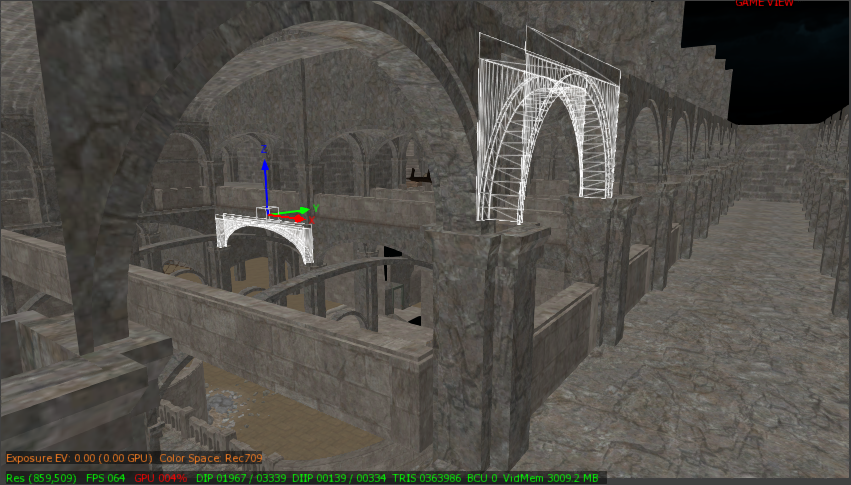 GAME VIEW
Z
Y
Exposure EV: 0.00 (0.00 GPU) Color Space: Rec709
Res (859,509) FPS 064 GPU 004% DIP 01967 / 03339 DIIP 00139 / 00334 TRIS 0363986 BCU 0 VidMem 3009.2 MB